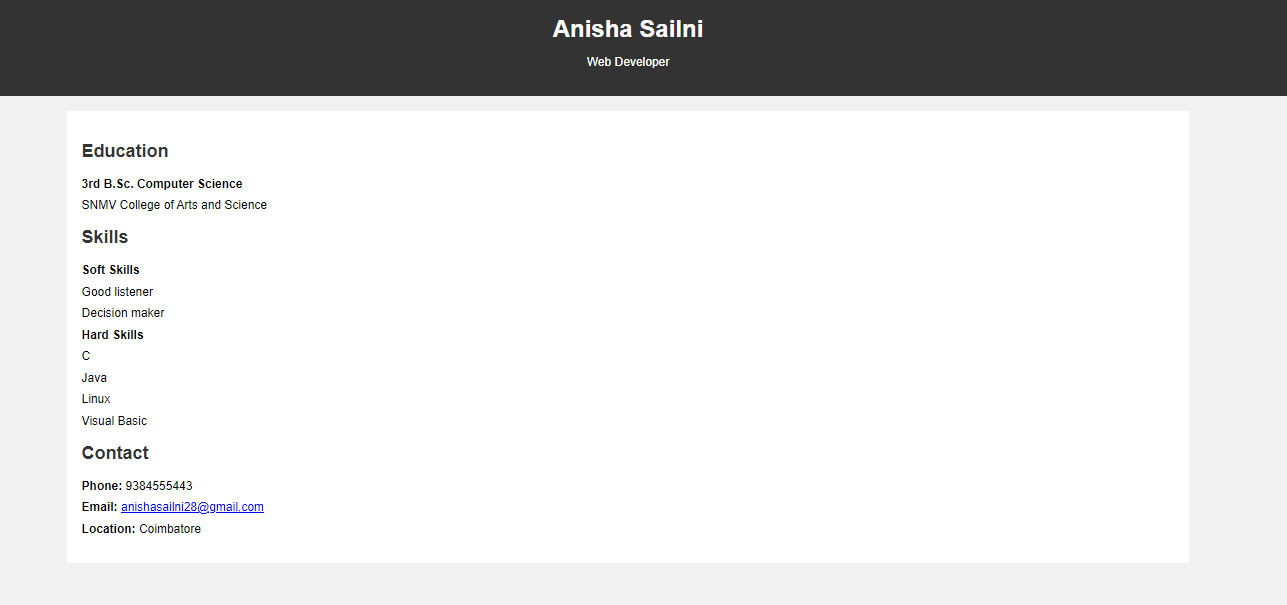 Anisha Sailni
Web Developer
Education
3rd B.Sc. Computer Science
SNMV College of Arts and Science
Skills
Soft Skills
Good listener
Decision maker
Hard Skills
C
Java
Linux
Visual Basic
Contact
Phone: 9384555443
Email: anishasailni28@gmail.com
Location: Coimbatore